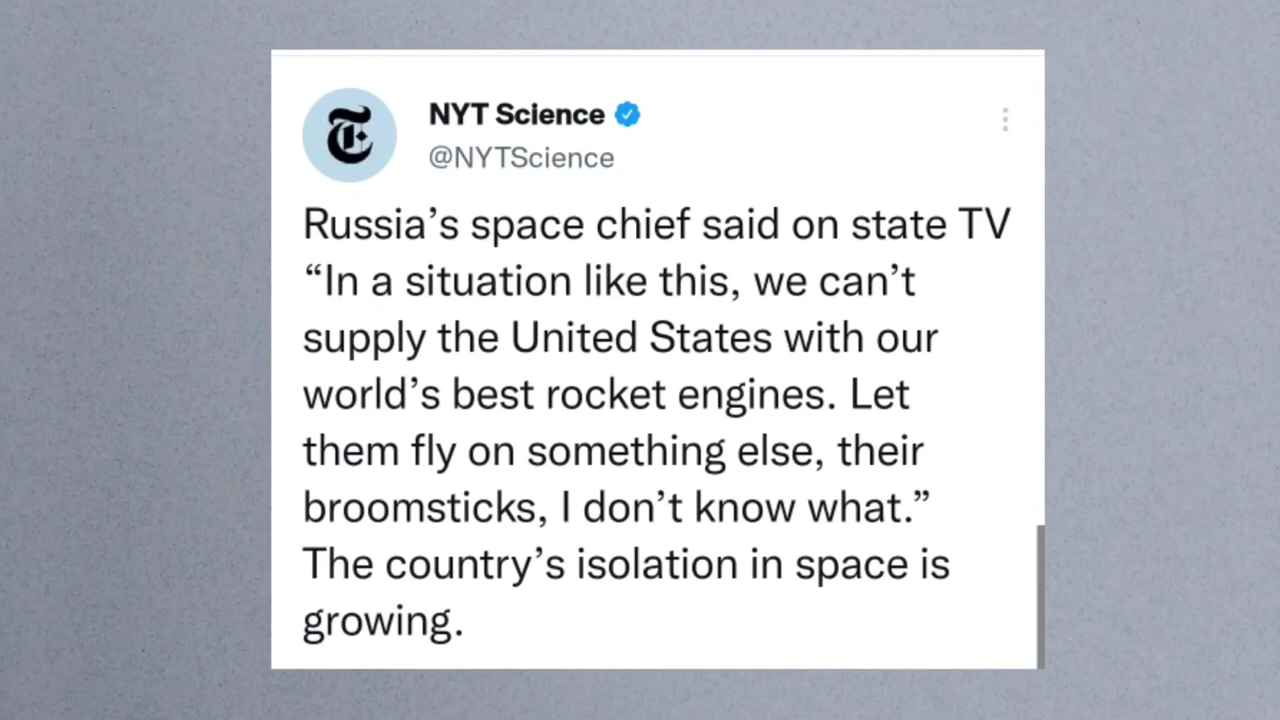 NYT Science
@NYTScience
Russia’s space chief said on state TV
“In a situation like this, we can’t
supply the United States with our
world’s best rocket engines. Let
them fly on something else, their
broomsticks, I don’t know what.”
The country’s isolation in space is
growing.